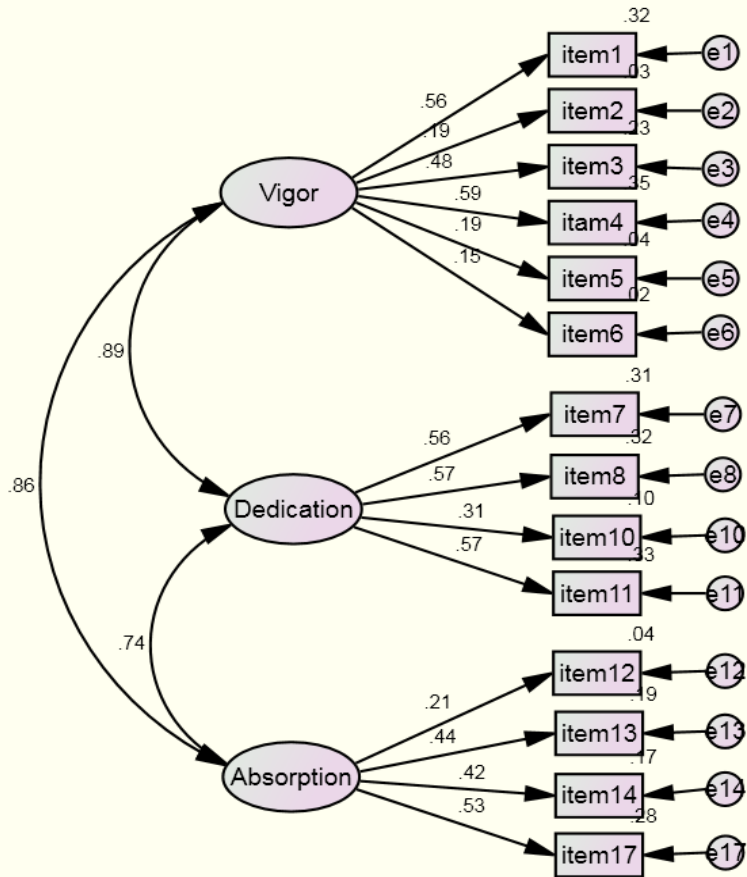 .32
item1
e1
.03
.56
item2
e2
.19
.23
.48
item3
e3
Vigor
.35
.59
itam4
e4
.19
.04
.15
item5
e5
.02
item6
e6
.89
.31
item7
e7
.56
.32
.57
item8
e8
.86
.10
Dedication
.31
item10
e10
.33
.57
item11
e11
.74
.04
item12
e12
.21
.19
.44
item13
e13
.17
Absorption
.42
item14
e14
.28
.53
item17
e17